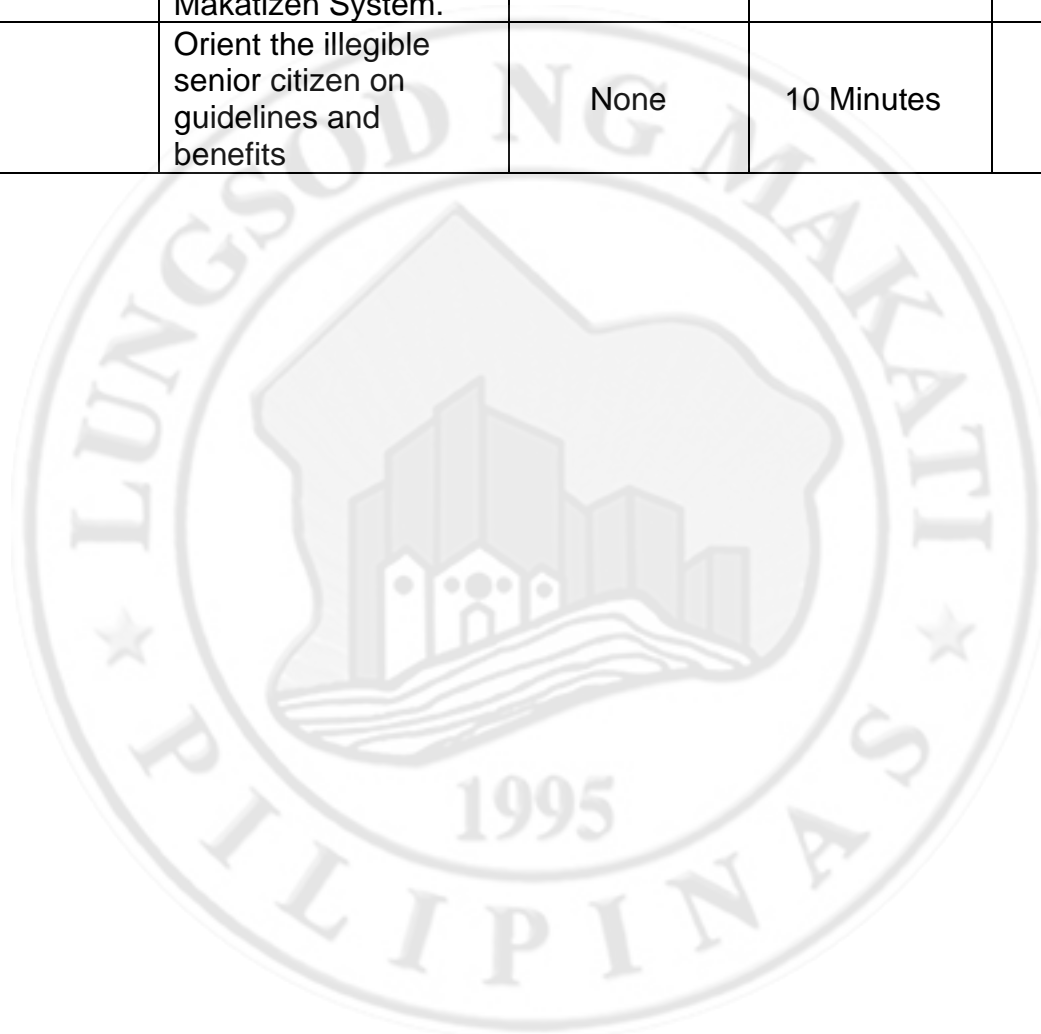 Makatizen System.
Orient the illegible
senior citizen on
guidelines and
benefits
None
10 Minutes
LUNGSOD NG MAKATI
1995
PILIPINAS